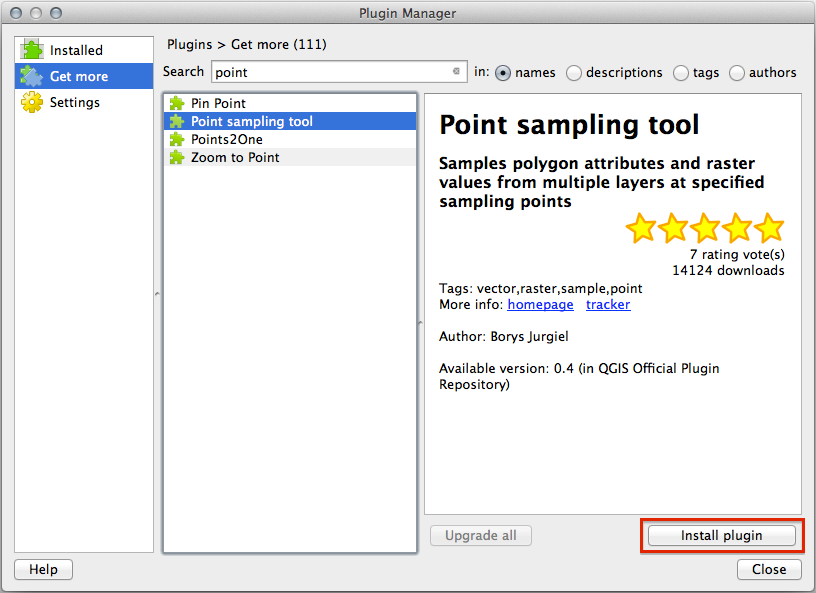 Plugin Manager
Installed
Get more
Settings
Plugins > Get more (111)
Search point in: names descriptions tags authors
Pin Point
Point sampling tool
Points2One
Zoom to Point
Point sampling tool
Samples polygon attributes and raster
values from multiple layers at specified
sampling points
7 rating vote(s)
14124 downloads
Tags: vector,raster,sample,point
More info: homepage tracker
Author: Borys Jurgiel
Available version: 0.4 (in QGIS Official Plugin
Repository)
Upgrade all
Install plugin
Help
Close